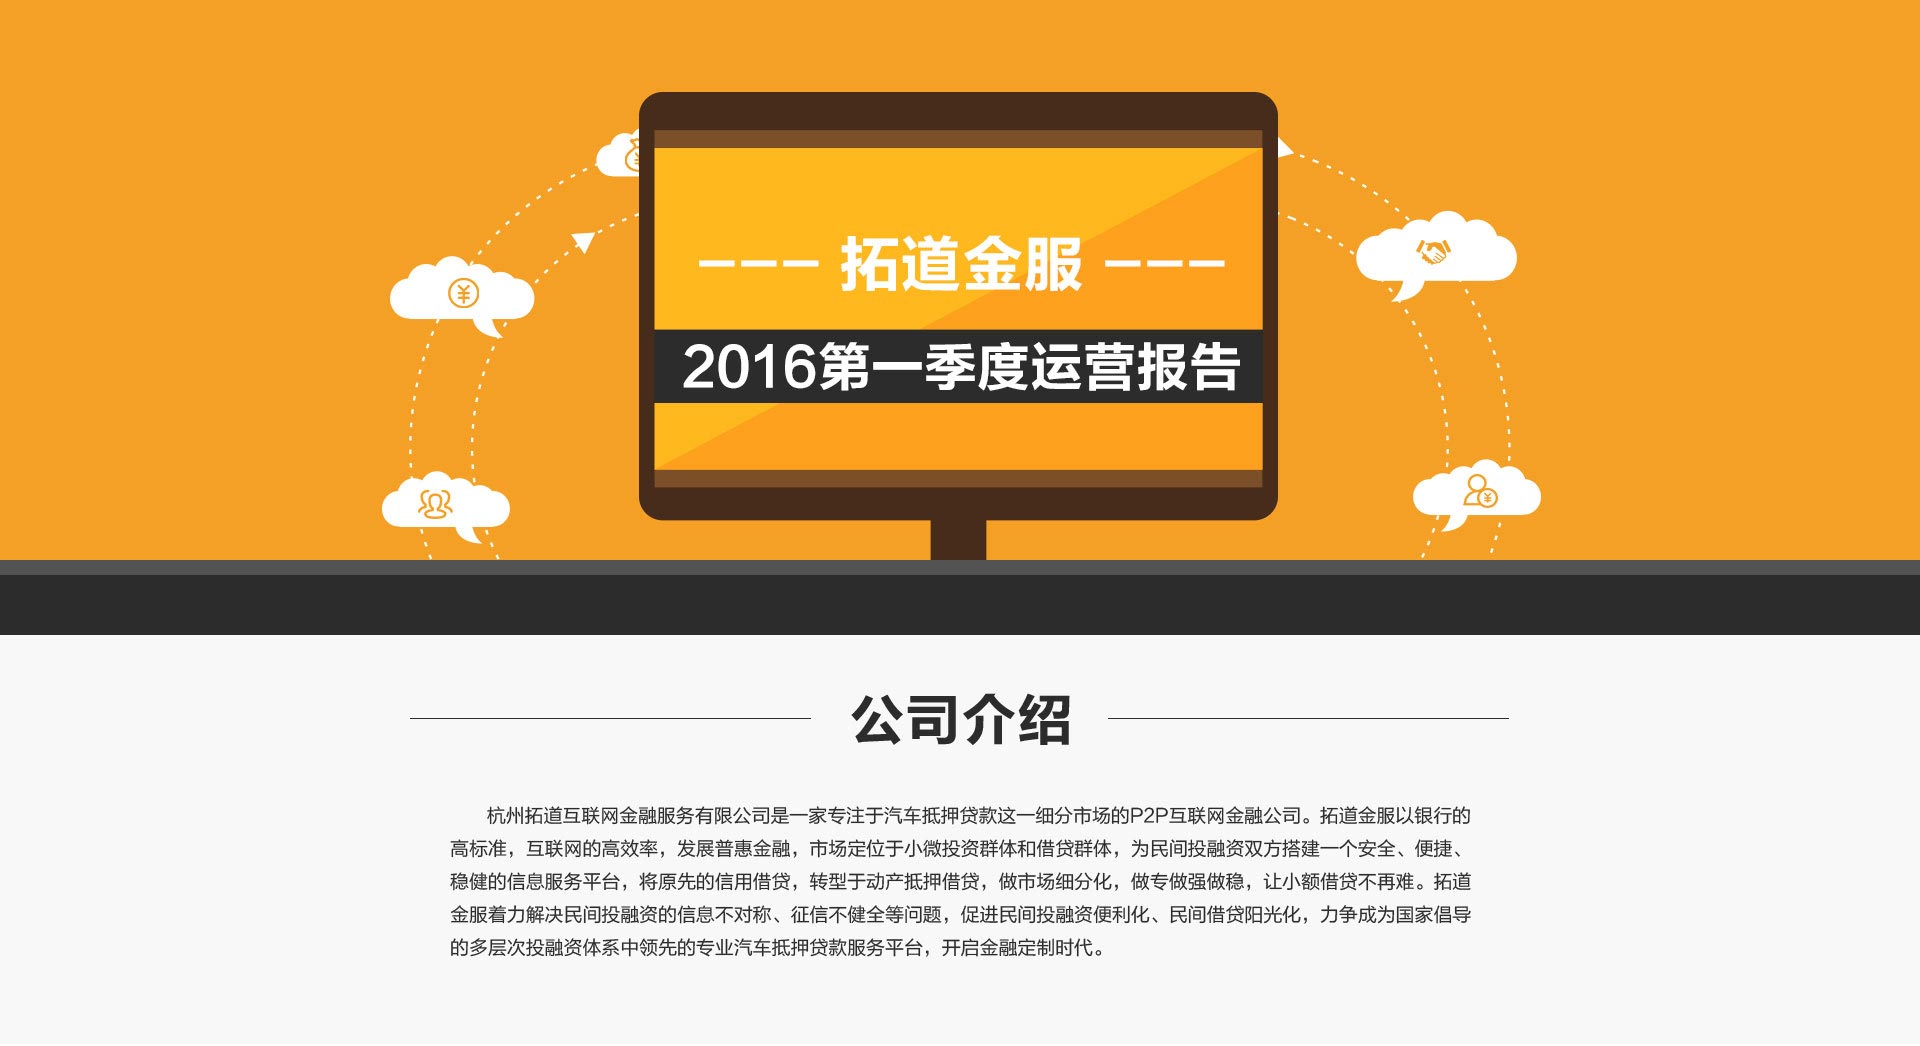 --- 拓道金服 ---
2016第一季度运营报告
公司介绍
杭州拓道互联网金融服务有限公司是一家专注于汽车抵押贷款这一细分市场的P2P互联网金融公司。拓道金服以银行的
高标准，互联网的高效率，发展普惠金融，市场定位于小微投资群体和借贷群体，为民间投融资双方搭建一个安全、便捷、
稳健的信息服务平台，将原先的信用借贷，转型于动产抵押借贷，做市场细分化，做专做强做稳，让小额借贷不再难。拓道
金服着力解决民间投融资的信息不对称、征信不健全等问题，促进民间投融资便利化、民间借贷阳光化，力争成为国家倡导
的多层次投融资体系中领先的专业汽车抵押贷款服务平台，开启金融定制时代。